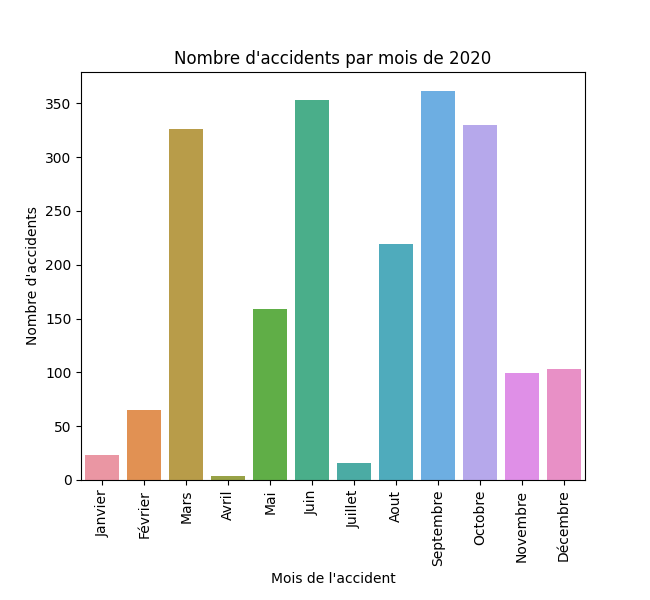 Nombre d'accidents par mois de 2020
Nombre d'accidents
350
300
250
200
150
100
50
0
Janvier
Février
Mars
Avril
Mai
Juin
Juillet
Aout
Septembre
Octobre
Novembre
Décembre
Mois de l'accident